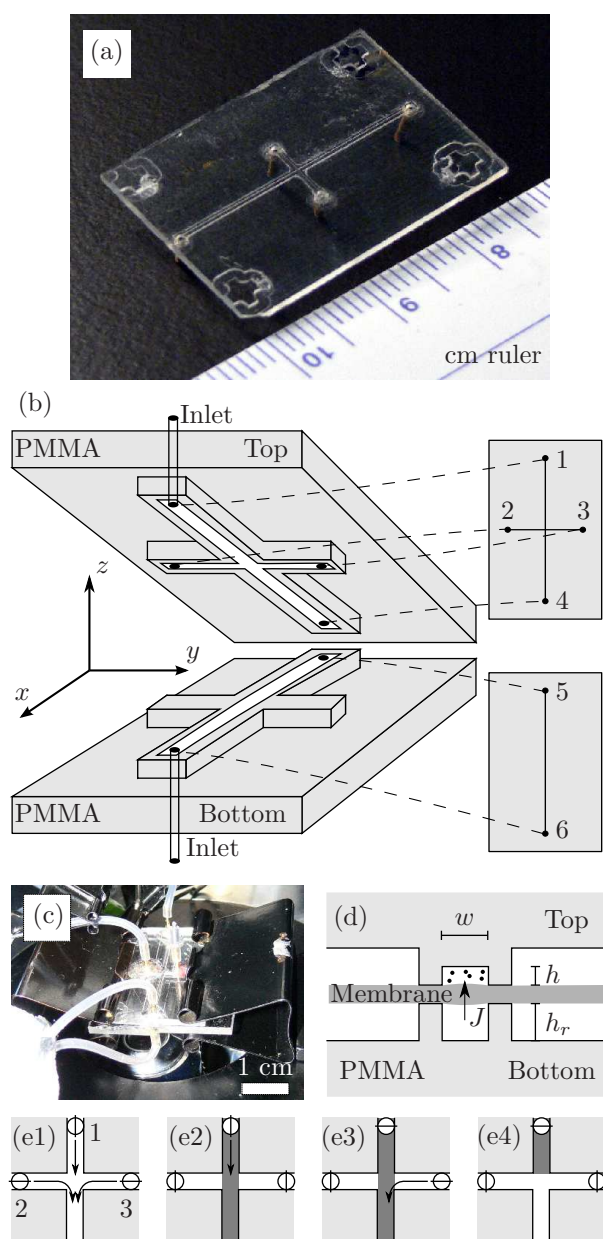 (a)
8
9
10
cm ruler
(b)
Inlet
PMMA Top
1
2 3
4
z
y
x
5
6
PMMA Bottom
Inlet
(c)
1 cm
(d)
w
Top
h
Membrane
J
h_r
PMMA Bottom
(e1) (e2) (e3) (e4)
1
2 3